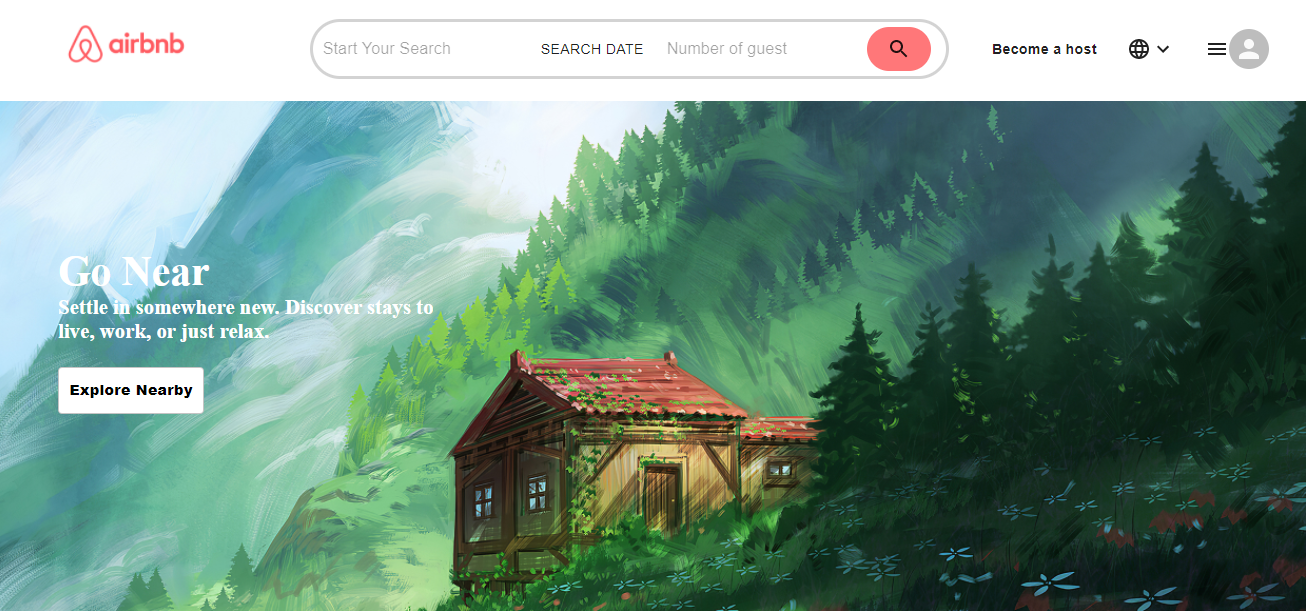 airbnb
Start Your Search
SEARCH DATE
Number of guest
Become a host
Go Near
Settle in somewhere new. Discover stays to
live, work, or just relax.
Explore Nearby